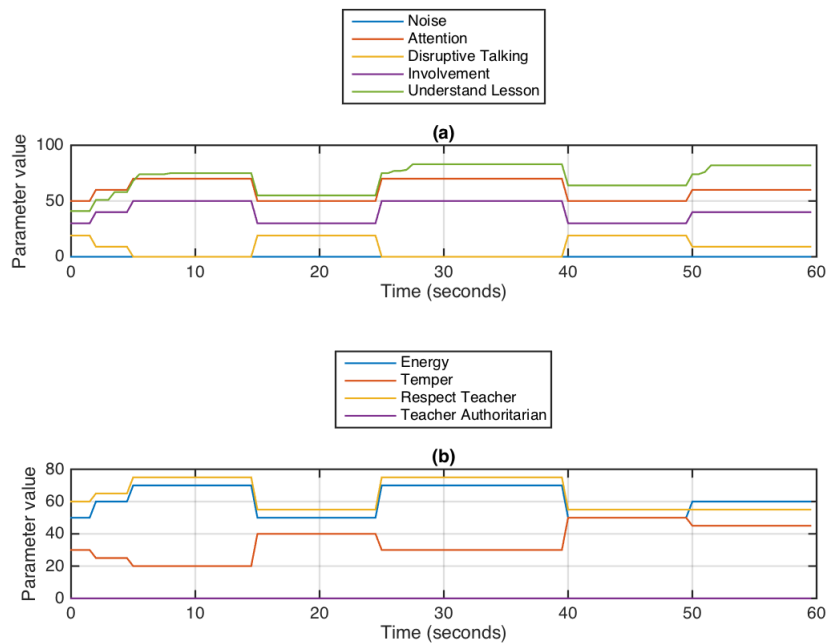 Noise
Attention
Disruptive Talking
Involvement
Understand Lesson
(a)
Parameter value
100
50
0
0 10 20 30 40 50 60
Time (seconds)
Energy
Temper
Respect Teacher
Teacher Authoritarian
(b)
Parameter value
80
60
40
20
0
0 10 20 30 40 50 60
Time (seconds)